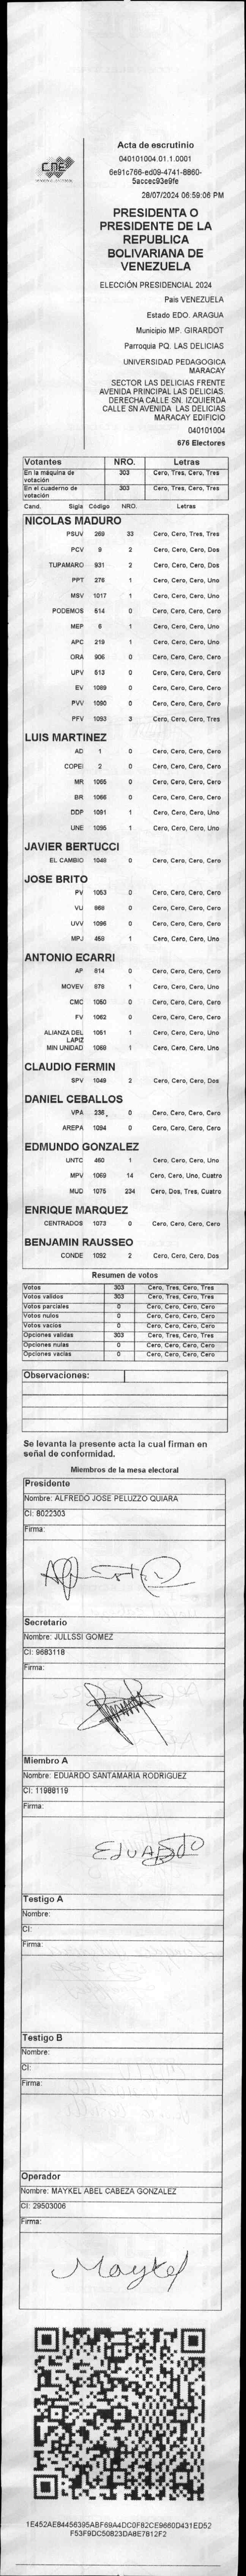 CNE
Acta de escrutinio
040101004.01.1.0001
6e91c766-ed09-4741-8860-
5accec93e9fe
28/07/2024 06:59:06 PM
PRESIDENTA O
PRESIDENTE DE LA
REPUBLICA
BOLIVARIANA DE
VENEZUELA
ELECCIÓN PRESIDENCIAL 2024
País VENEZUELA
Estado EDO. ARAGUA
Municipio MP. GIRARDOT
Parroquia PQ. LAS DELICIAS
UNIVERSIDAD PEDAGOGICA
MARACAY
SECTOR LAS DELICIAS FRENTE
AVENIDA PRINCIPAL LAS DELICIAS.
DERECHA CALLE SN. IZQUIERDA
CALLE SN AVENIDA LAS DELICIAS
MARACAY EDIFICIO
040101004
676 Electores
Votantes NRO. Letras
En la máquina de votación 303 Cero, Tres, Cero, Tres
En el cuaderno de votación 303 Cero, Tres, Cero, Tres
Cand. Sigla Código NRO. Letras
NICOLAS MADURO
PSUV 269 33 Cero, Cero, Tres, Tres
PCV 9 2 Cero, Cero, Cero, Dos
TUPAMARO 931 2 Cero, Cero, Cero, Dos
PPT 276 1 Cero, Cero, Cero, Uno
MSV 1017 1 Cero, Cero, Cero, Uno
PODEMOS 514 0 Cero, Cero, Cero, Cero
MEP 6 1 Cero, Cero, Cero, Uno
APC 219 1 Cero, Cero, Cero, Uno
ORA 906 0 Cero, Cero, Cero, Cero
UPV 513 0 Cero, Cero, Cero, Cero
EV 1089 0 Cero, Cero, Cero, Cero
PVV 1090 0 Cero, Cero, Cero, Cero
PFV 1093 3 Cero, Cero, Cero, Tres
LUIS MARTINEZ
AD 1 0 Cero, Cero, Cero, Cero
COPEI 2 0 Cero, Cero, Cero, Cero
MR 1065 0 Cero, Cero, Cero, Cero
BR 1066 0 Cero, Cero, Cero, Cero
DDP 1091 1 Cero, Cero, Cero, Uno
UNE 1095 1 Cero, Cero, Cero, Uno
JAVIER BERTUCCI
EL CAMBIO 1048 0 Cero, Cero, Cero, Cero
JOSE BRITO
PV 1053 0 Cero, Cero, Cero, Cero
VU 868 0 Cero, Cero, Cero, Cero
UVV 1096 0 Cero, Cero, Cero, Cero
MPJ 459 1 Cero, Cero, Cero, Uno
ANTONIO ECARRI
AP 814 0 Cero, Cero, Cero, Cero
MOVEV 878 1 Cero, Cero, Cero, Uno
CMC 1050 0 Cero, Cero, Cero, Cero
FV 1062 0 Cero, Cero, Cero, Cero
ALIANZA DEL LAPIZ 1051 1 Cero, Cero, Cero, Uno
MIN UNIDAD 1068 1 Cero, Cero, Cero, Uno
CLAUDIO FERMIN
SPV 1049 2 Cero, Cero, Cero, Dos
DANIEL CEBALLOS
VPA 236 0 Cero, Cero, Cero, Cero
AREPA 1094 0 Cero, Cero, Cero, Cero
EDMUNDO GONZALEZ
UNTC 460 1 Cero, Cero, Cero, Uno
MPV 1069 14 Cero, Cero, Uno, Cuatro
MUD 1075 234 Cero, Dos, Tres, Cuatro
ENRIQUE MARQUEZ
CENTRADOS 1073 0 Cero, Cero, Cero, Cero
BENJAMIN RAUSSEO
CONDE 1092 2 Cero, Cero, Cero, Dos
Resumen de votos
Votos 303 Cero, Tres, Cero, Tres
Votos validos 303 Cero, Tres, Cero, Tres
Votos parciales 0 Cero, Cero, Cero, Cero
Votos nulos 0 Cero, Cero, Cero, Cero
Votos vacios 0 Cero, Cero, Cero, Cero
Opciones validas 303 Cero, Tres, Cero, Tres
Opciones nulas 0 Cero, Cero, Cero, Cero
Opciones vacias 0 Cero, Cero, Cero, Cero
Observaciones:
Se levanta la presente acta la cual firman en
señal de conformidad.
Miembros de la mesa electoral
Presidente
Nombre: ALFREDO JOSE PELUZZO QUIARA
CI: 8022303
Firma:
Secretario
Nombre: JULLSSI GOMEZ
CI: 9683118
Firma:
Miembro A
Nombre: EDUARDO SANTAMARIA RODRIGUEZ
CI: 11988119
Firma:
EDUARDO
Testigo A
Nombre:
CI:
Firma:
Testigo B
Nombre:
CI:
Firma:
Operador
Nombre: MAYKEL ABEL CABEZA GONZALEZ
CI: 29503006
Firma:
Maykel
1E452AE84456395ABF69A4DC0F82CE9660D431ED52
F53F9DC50823DA8E7812F2